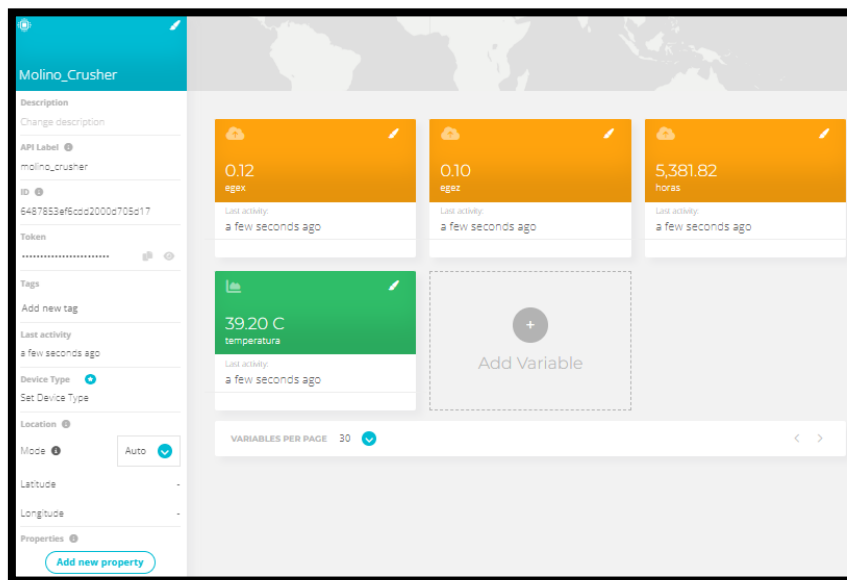 Molino_Crusher
Description
Change description
API Label
molino_crusher
ID
6487853ef6cdd2000d705d17
Token
Tags
Add new tag
Last activity
a few seconds ago
Device Type
Set Device Type
Location
Mode
Auto
Latitude
-
Longitude
-
Properties
Add new property
0.12
egex
Last activity:
a few seconds ago
0.10
egez
Last activity:
a few seconds ago
5,381.82
horas
Last activity:
a few seconds ago
39.20 C
temperatura
Last activity:
a few seconds ago
Add Variable
VARIABLES PER PAGE 30